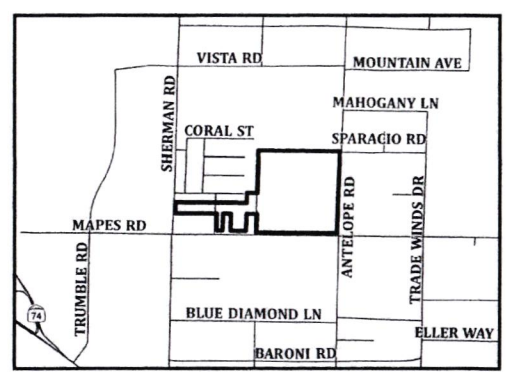 VISTA RD
MOUNTAIN AVE
SHERMAN RD
MAHOGANY LN
CORAL ST
SPARACIO RD
MAPES RD
ANTELOPE RD
TRADE WINDS DR
TRUMBLE RD
74
BLUE DIAMOND LN
ELLER WAY
BARONI RD